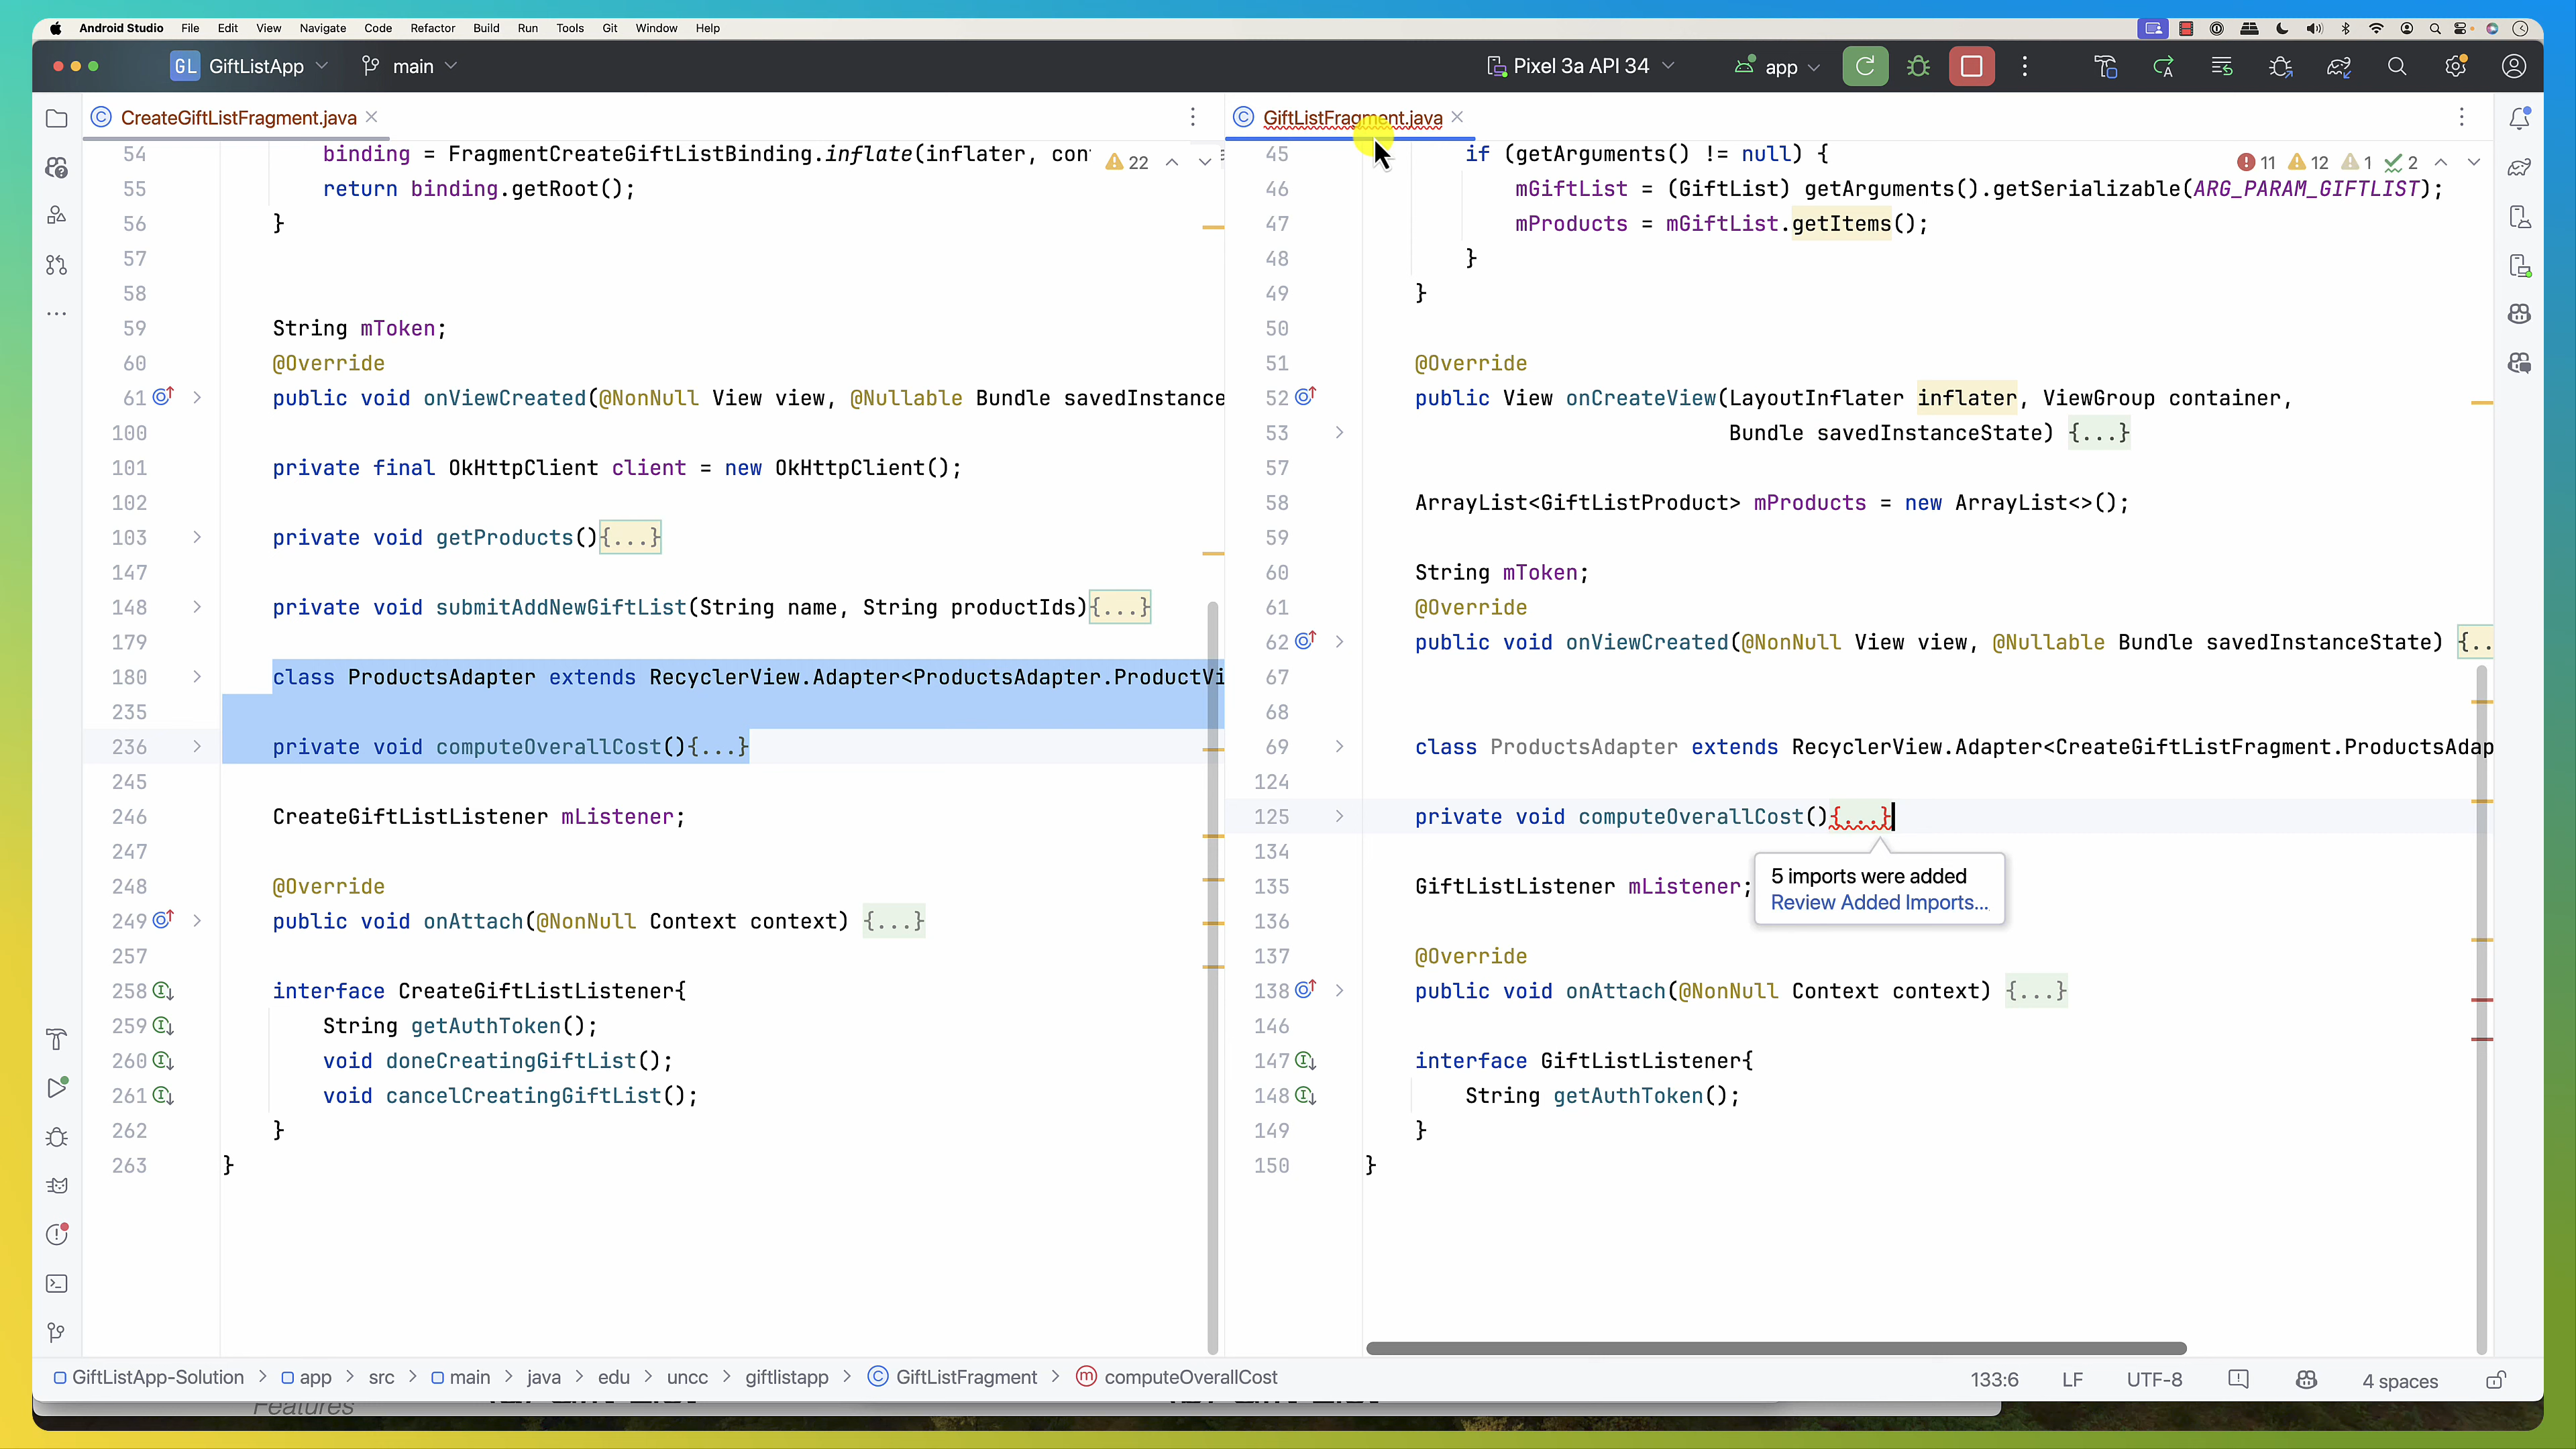 Android Studio File Edit View Navigate Code Refactor Build Run Tools Git Window Help
GL GiftListApp main Pixel 3a API 34 app
CreateGiftListFragment.java
54 binding = FragmentCreateGiftListBinding.inflate(inflater, con
22
55 return binding.getRoot();
56 }
57
58
59 String mToken;
60 @Override
61 public void onViewCreated(@NonNull View view, @Nullable Bundle savedInstance
100
101 private final OkHttpClient client = new OkHttpClient();
102
103 private void getProducts(){...}
147
148 private void submitAddNewGiftList(String name, String productIds){...}
179
180 class ProductsAdapter extends RecyclerView.Adapter<ProductsAdapter.ProductVi
235
236 private void computeOverallCost(){...}
245
246 CreateGiftListListener mListener;
247
248 @Override
249 public void onAttach(@NonNull Context context) {...}
257
258 interface CreateGiftListListener{
259 String getAuthToken();
260 void doneCreatingGiftList();
261 void cancelCreatingGiftList();
262 }
263 }
GiftListFragment.java
45 if (getArguments() != null) {
11 12 1 2
46 mGiftList = (GiftList) getArguments().getSerializable(ARG_PARAM_GIFTLIST);
47 mProducts = mGiftList.getItems();
48 }
49 }
50
51 @Override
52 public View onCreateView(LayoutInflater inflater, ViewGroup container,
53 Bundle savedInstanceState) {...}
57
58 ArrayList<GiftListProduct> mProducts = new ArrayList<>();
59
60 String mToken;
61 @Override
62 public void onViewCreated(@NonNull View view, @Nullable Bundle savedInstanceState) {..
67
68
69 class ProductsAdapter extends RecyclerView.Adapter<CreateGiftListFragment.ProductsAdap
124
125 private void computeOverallCost(){...}
134
5 imports were added
Review Added Imports...
135 GiftListListener mListener;
136
137 @Override
138 public void onAttach(@NonNull Context context) {...}
146
147 interface GiftListListener{
148 String getAuthToken();
149 }
150 }
GiftListApp-Solution > app > src > main > java > edu > uncc > giftlistapp > GiftListFragment > computeOverallCost
133:6 LF UTF-8 4 spaces
Features